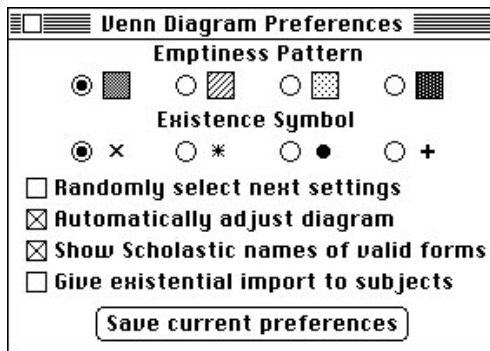 Venn Diagram Preferences
Emptiness Pattern
Existence Symbol
× * ● +
Randomly select next settings
Automatically adjust diagram
Show Scholastic names of valid forms
Give existential import to subjects
Save current preferences